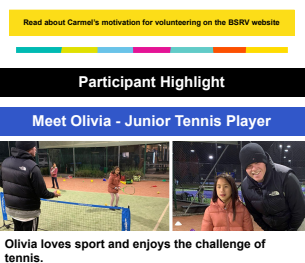 Read about Carmel's motivation for volunteering on the BSRV website
Participant Highlight
Meet Olivia - Junior Tennis Player
Olivia loves sport and enjoys the challenge of
tennis.